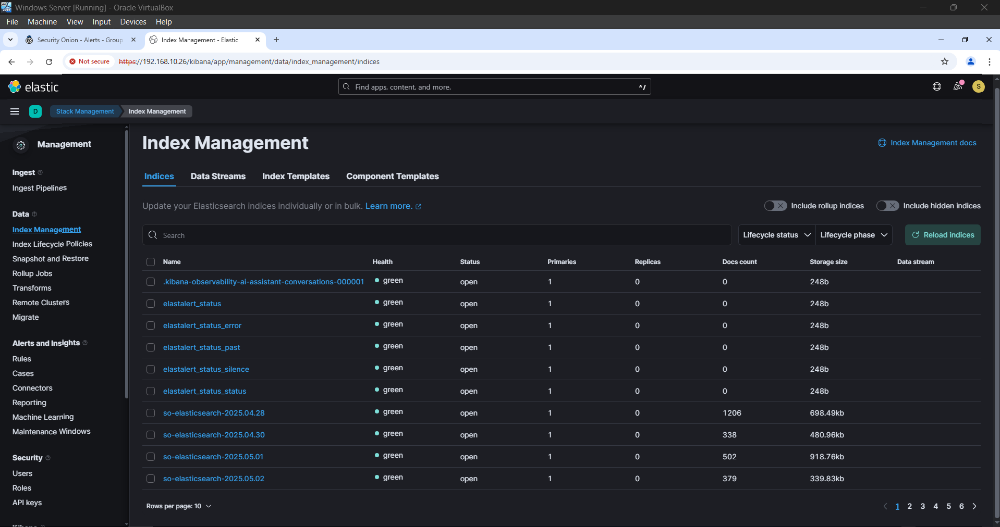 Windows Server [Running] - Oracle VirtualBox
File Machine View Input Devices Help
Security Onion - Alerts - Group
Index Management - Elastic
Not secure https://192.168.10.26/kibana/app/management/data/index_management/indices
elastic
Find apps, content, and more.
^/
S
D
Stack Management
Index Management
Management
Ingest
Ingest Pipelines
Data
Index Management
Index Lifecycle Policies
Snapshot and Restore
Rollup Jobs
Transforms
Remote Clusters
Migrate
Alerts and Insights
Rules
Cases
Connectors
Reporting
Machine Learning
Maintenance Windows
Security
Users
Roles
API keys
Index Management
Index Management docs
Indices Data Streams Index Templates Component Templates
Update your Elasticsearch indices individually or in bulk. Learn more.
Include rollup indices
Include hidden indices
Search
Lifecycle status
Lifecycle phase
Reload indices
Name Health Status Primaries Replicas Docs count Storage size Data stream
.kibana-observability-ai-assistant-conversations-000001 green open 1 0 0 248b
elastalert_status green open 1 0 0 248b
elastalert_status_error green open 1 0 0 248b
elastalert_status_past green open 1 0 0 248b
elastalert_status_silence green open 1 0 0 248b
elastalert_status_status green open 1 0 0 248b
so-elasticsearch-2025.04.28 green open 1 0 1206 698.49kb
so-elasticsearch-2025.04.30 green open 1 0 338 480.96kb
so-elasticsearch-2025.05.01 green open 1 0 502 918.76kb
so-elasticsearch-2025.05.02 green open 1 0 379 339.83kb
Rows per page: 10
1 2 3 4 5 6